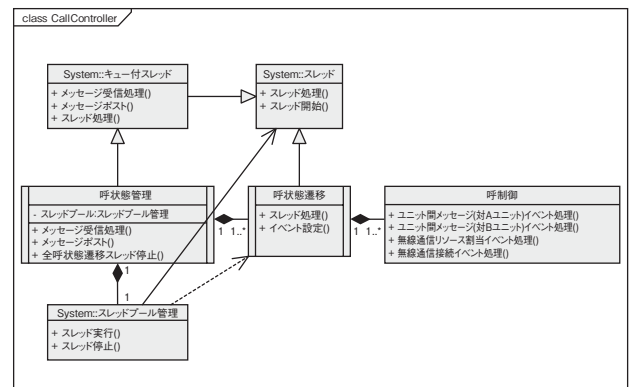 class CallController
System::キュー付スレッド
+ メッセージ受信処理()
+ メッセージポスト()
+ スレッド処理()
System::スレッド
+ スレッド処理()
+ スレッド開始()
呼状態管理
- スレッドプール:スレッドプール管理
+ メッセージ受信処理()
+ メッセージポスト()
+ 全呼状態遷移スレッド停止()
1 1..*
呼状態遷移
+ スレッド処理()
+ イベント設定()
1 1..*
呼制御
+ ユニット間メッセージ(対Aユニット)イベント処理()
+ ユニット間メッセージ(対Bユニット)イベント処理()
+ 無線通信リソース割当イベント処理()
+ 無線通信接続イベント処理()
1
1
System::スレッドプール管理
+ スレッド実行()
+ スレッド停止()